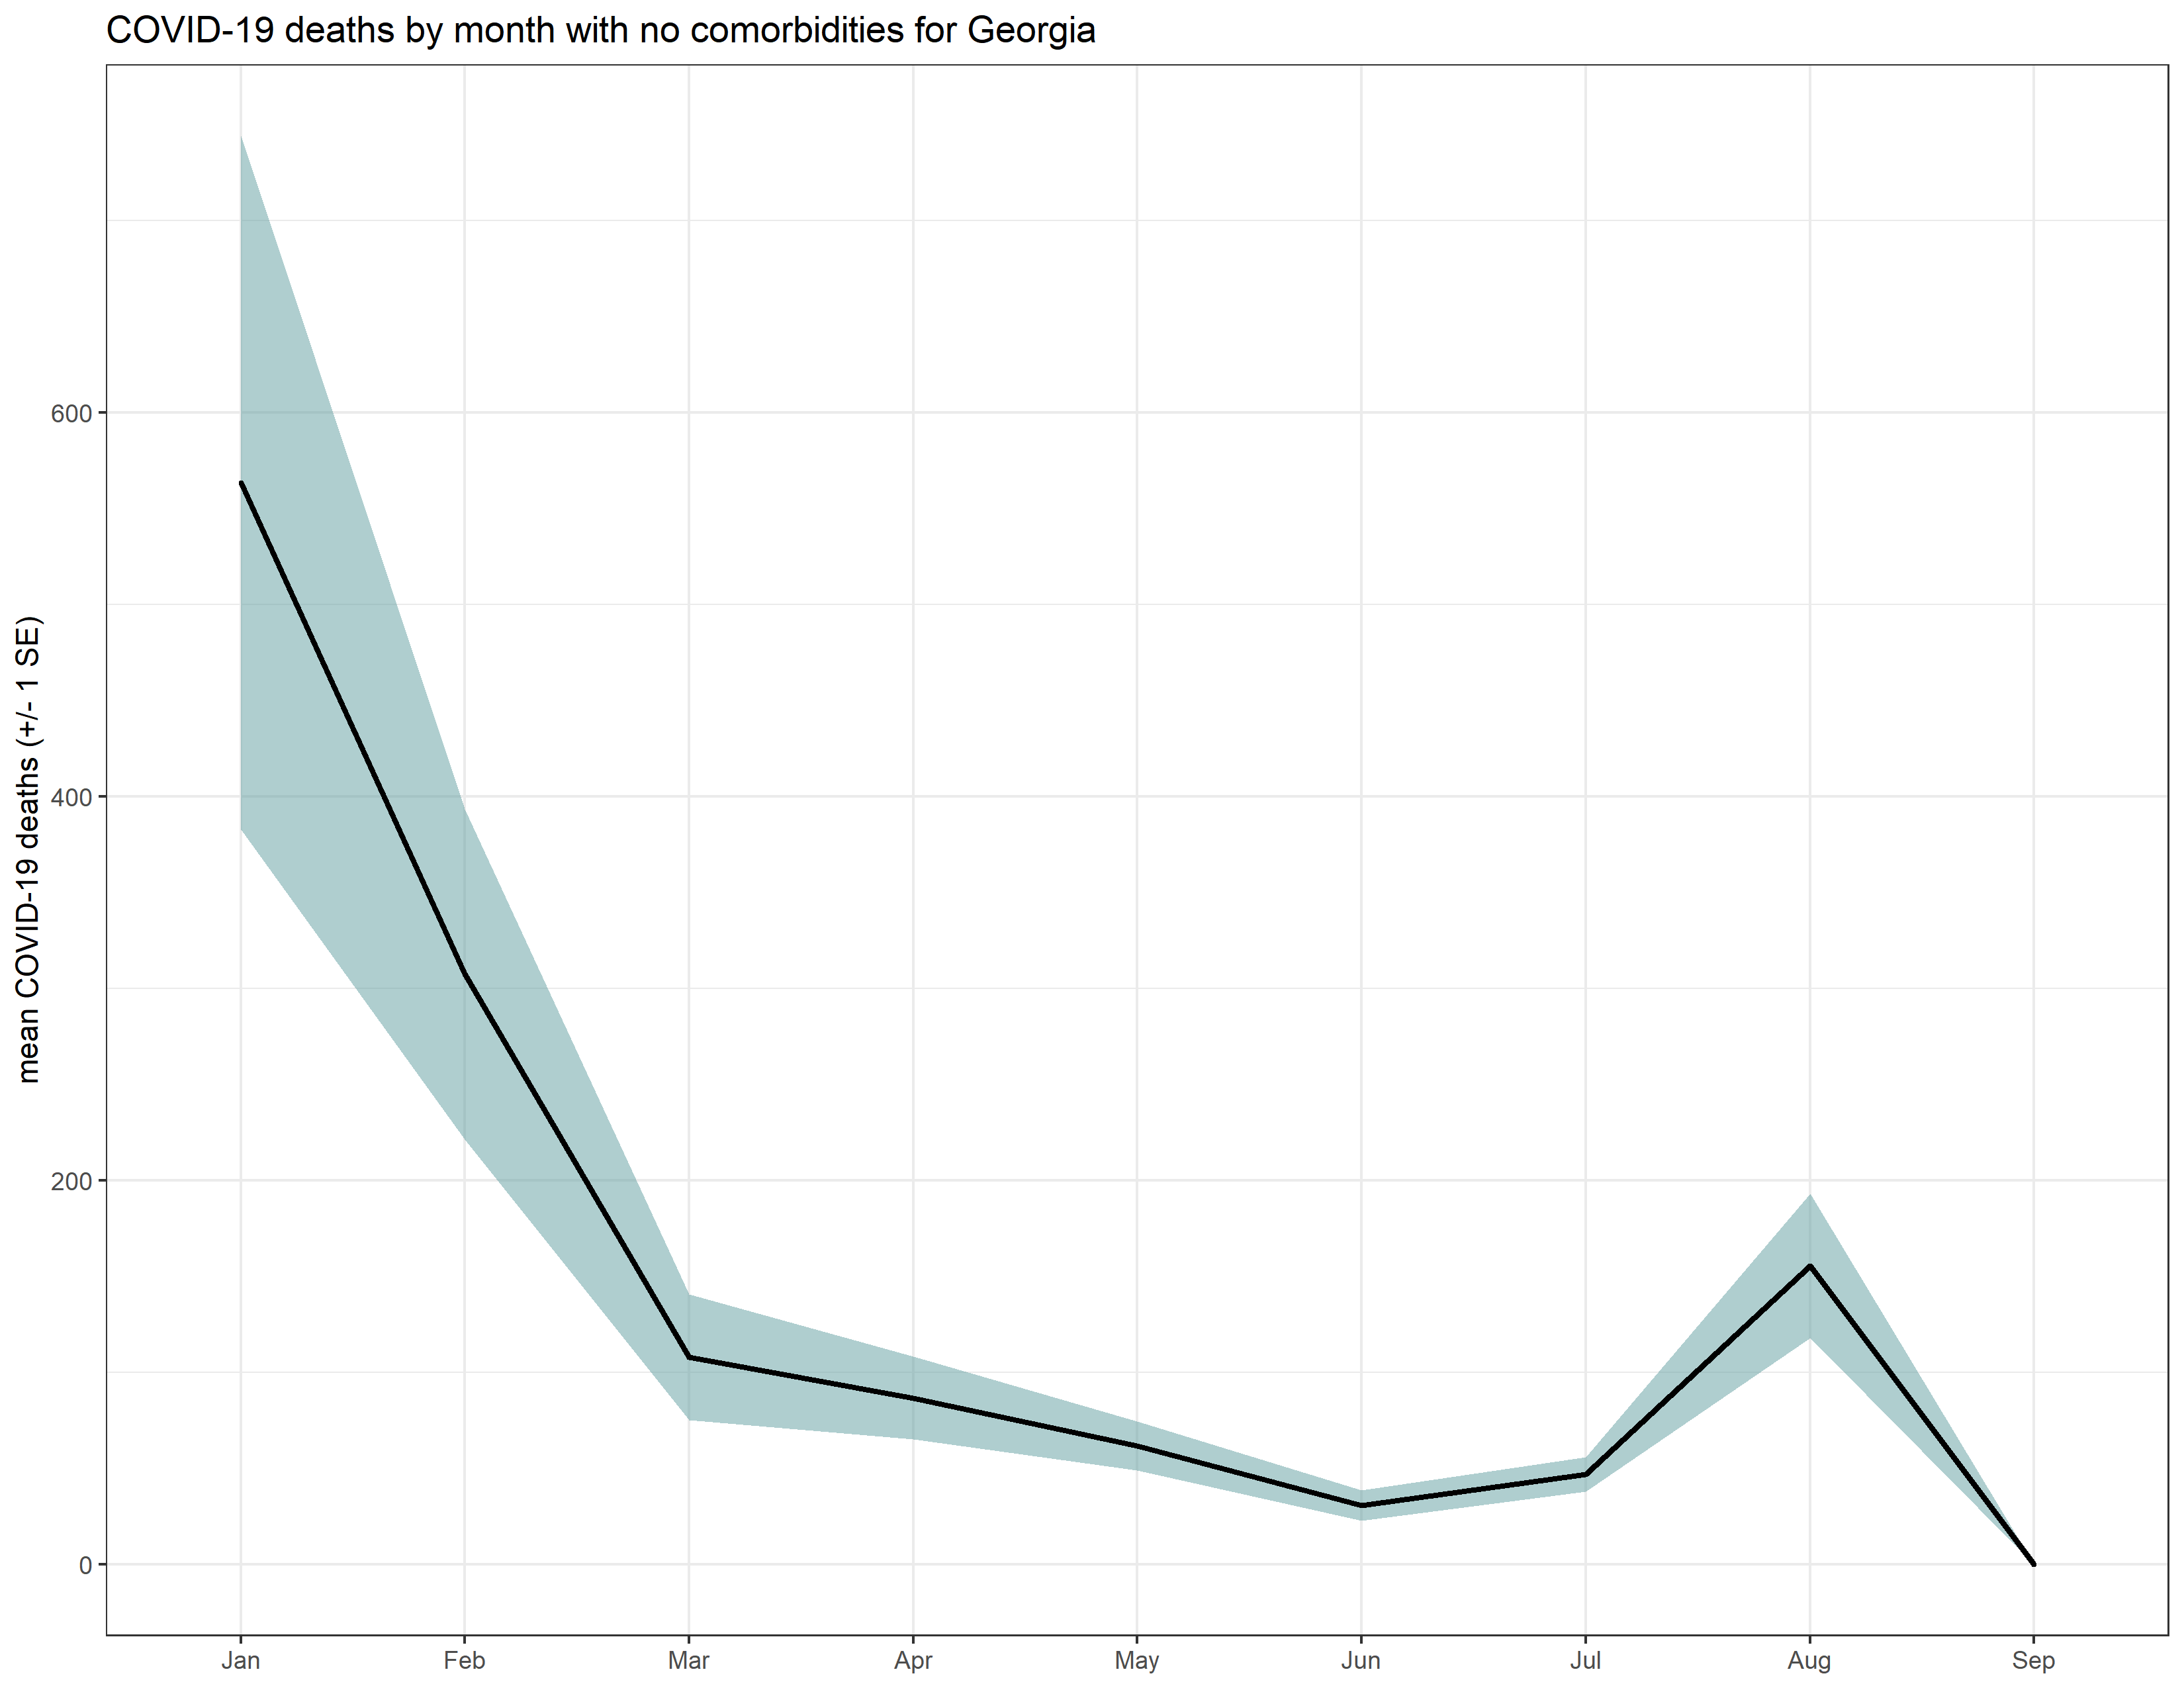 COVID-19 deaths by month with no comorbidities for Georgia
mean COVID-19 deaths (+/- 1 SE)
600
400
200
0
Jan Feb Mar Apr May Jun Jul Aug Sep